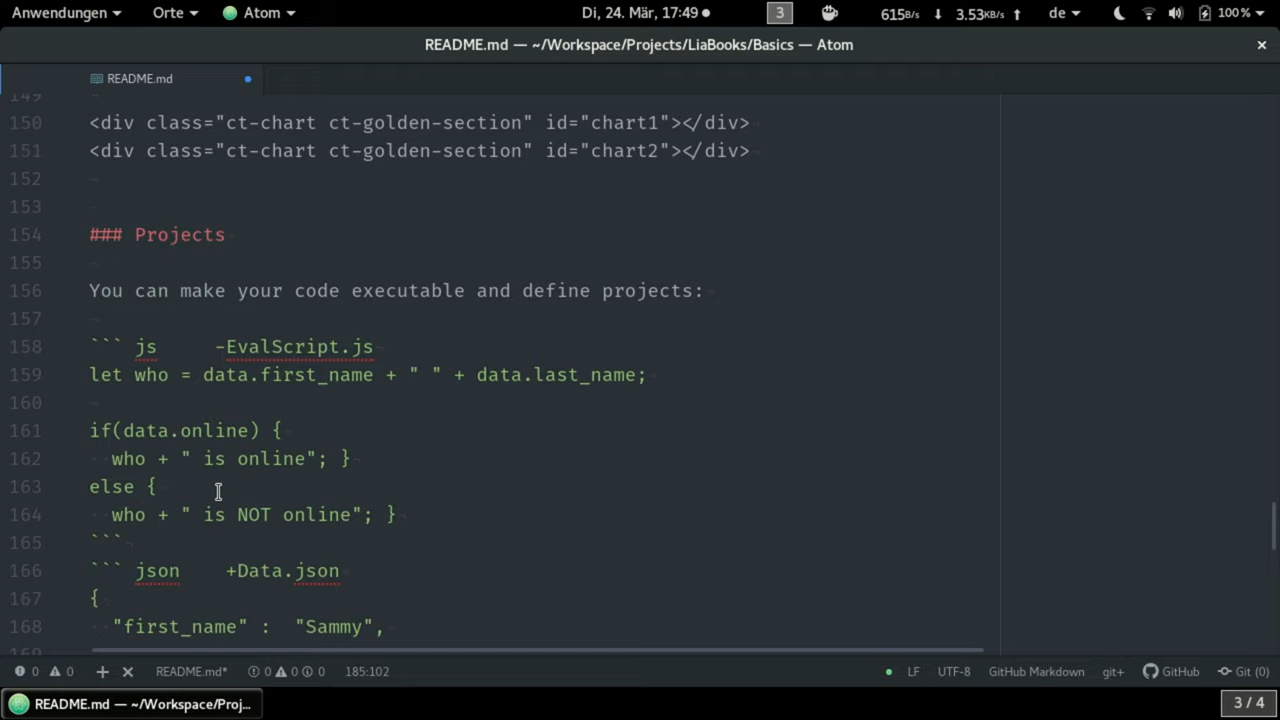 Anwendungen Orte Atom Di, 24. Mär, 17:49 3 615B/s 3.53KB/s de 100%
README.md — ~/Workspace/Projects/LiaBooks/Basics — Atom
README.md
149
150 <div class="ct-chart ct-golden-section" id="chart1"></div>
151 <div class="ct-chart ct-golden-section" id="chart2"></div>
152
153
154 ### Projects
155
156 You can make your code executable and define projects:
157
158 ``` js -EvalScript.js
159 let who = data.first_name + " " + data.last_name;
160
161 if(data.online) {
162 who + " is online"; }
163 else {
164 who + " is NOT online"; }
165 ```
166 ``` json +Data.json
167 {
168 "first_name" : "Sammy",
169
0 0 README.md* 0 0 0 185:102 LF UTF-8 GitHub Markdown git+ GitHub Git (0)
README.md — ~/Workspace/Proj... 3 / 4